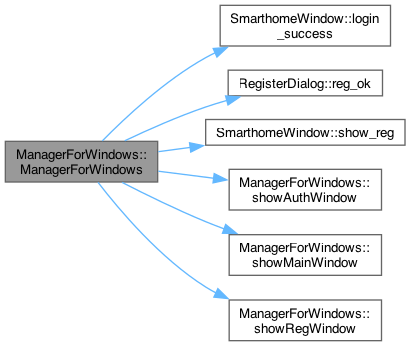 SmarthomeWindow::login
_success
RegisterDialog::reg_ok
SmarthomeWindow::show_reg
ManagerForWindows::
ManagerForWindows
ManagerForWindows::
showAuthWindow
ManagerForWindows::
showMainWindow
ManagerForWindows::
showRegWindow